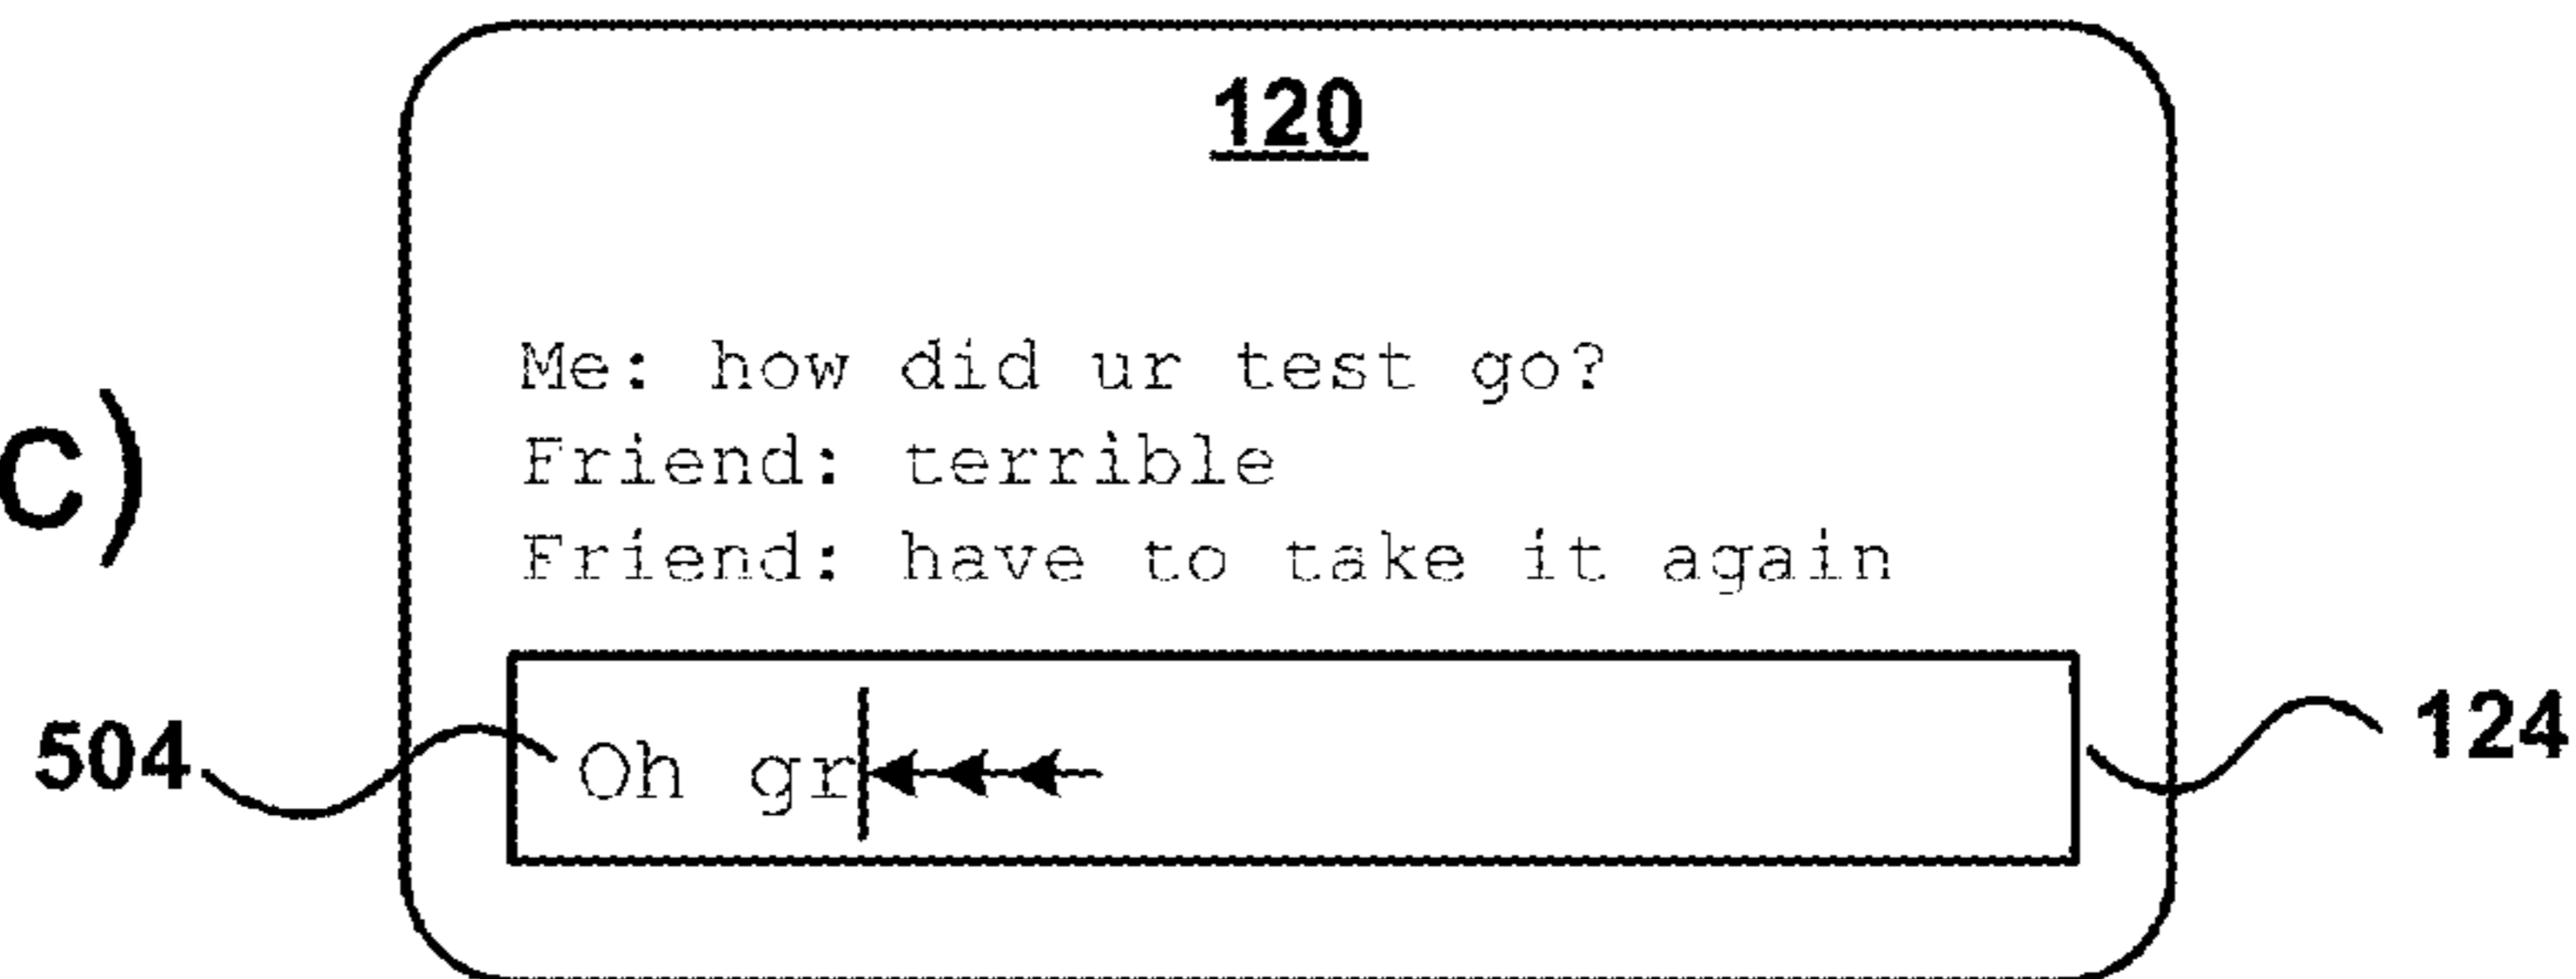 120
Me: how did ur test go?
Friend: terrible
c)
Friend: have to take it again
504
Oh gr
124